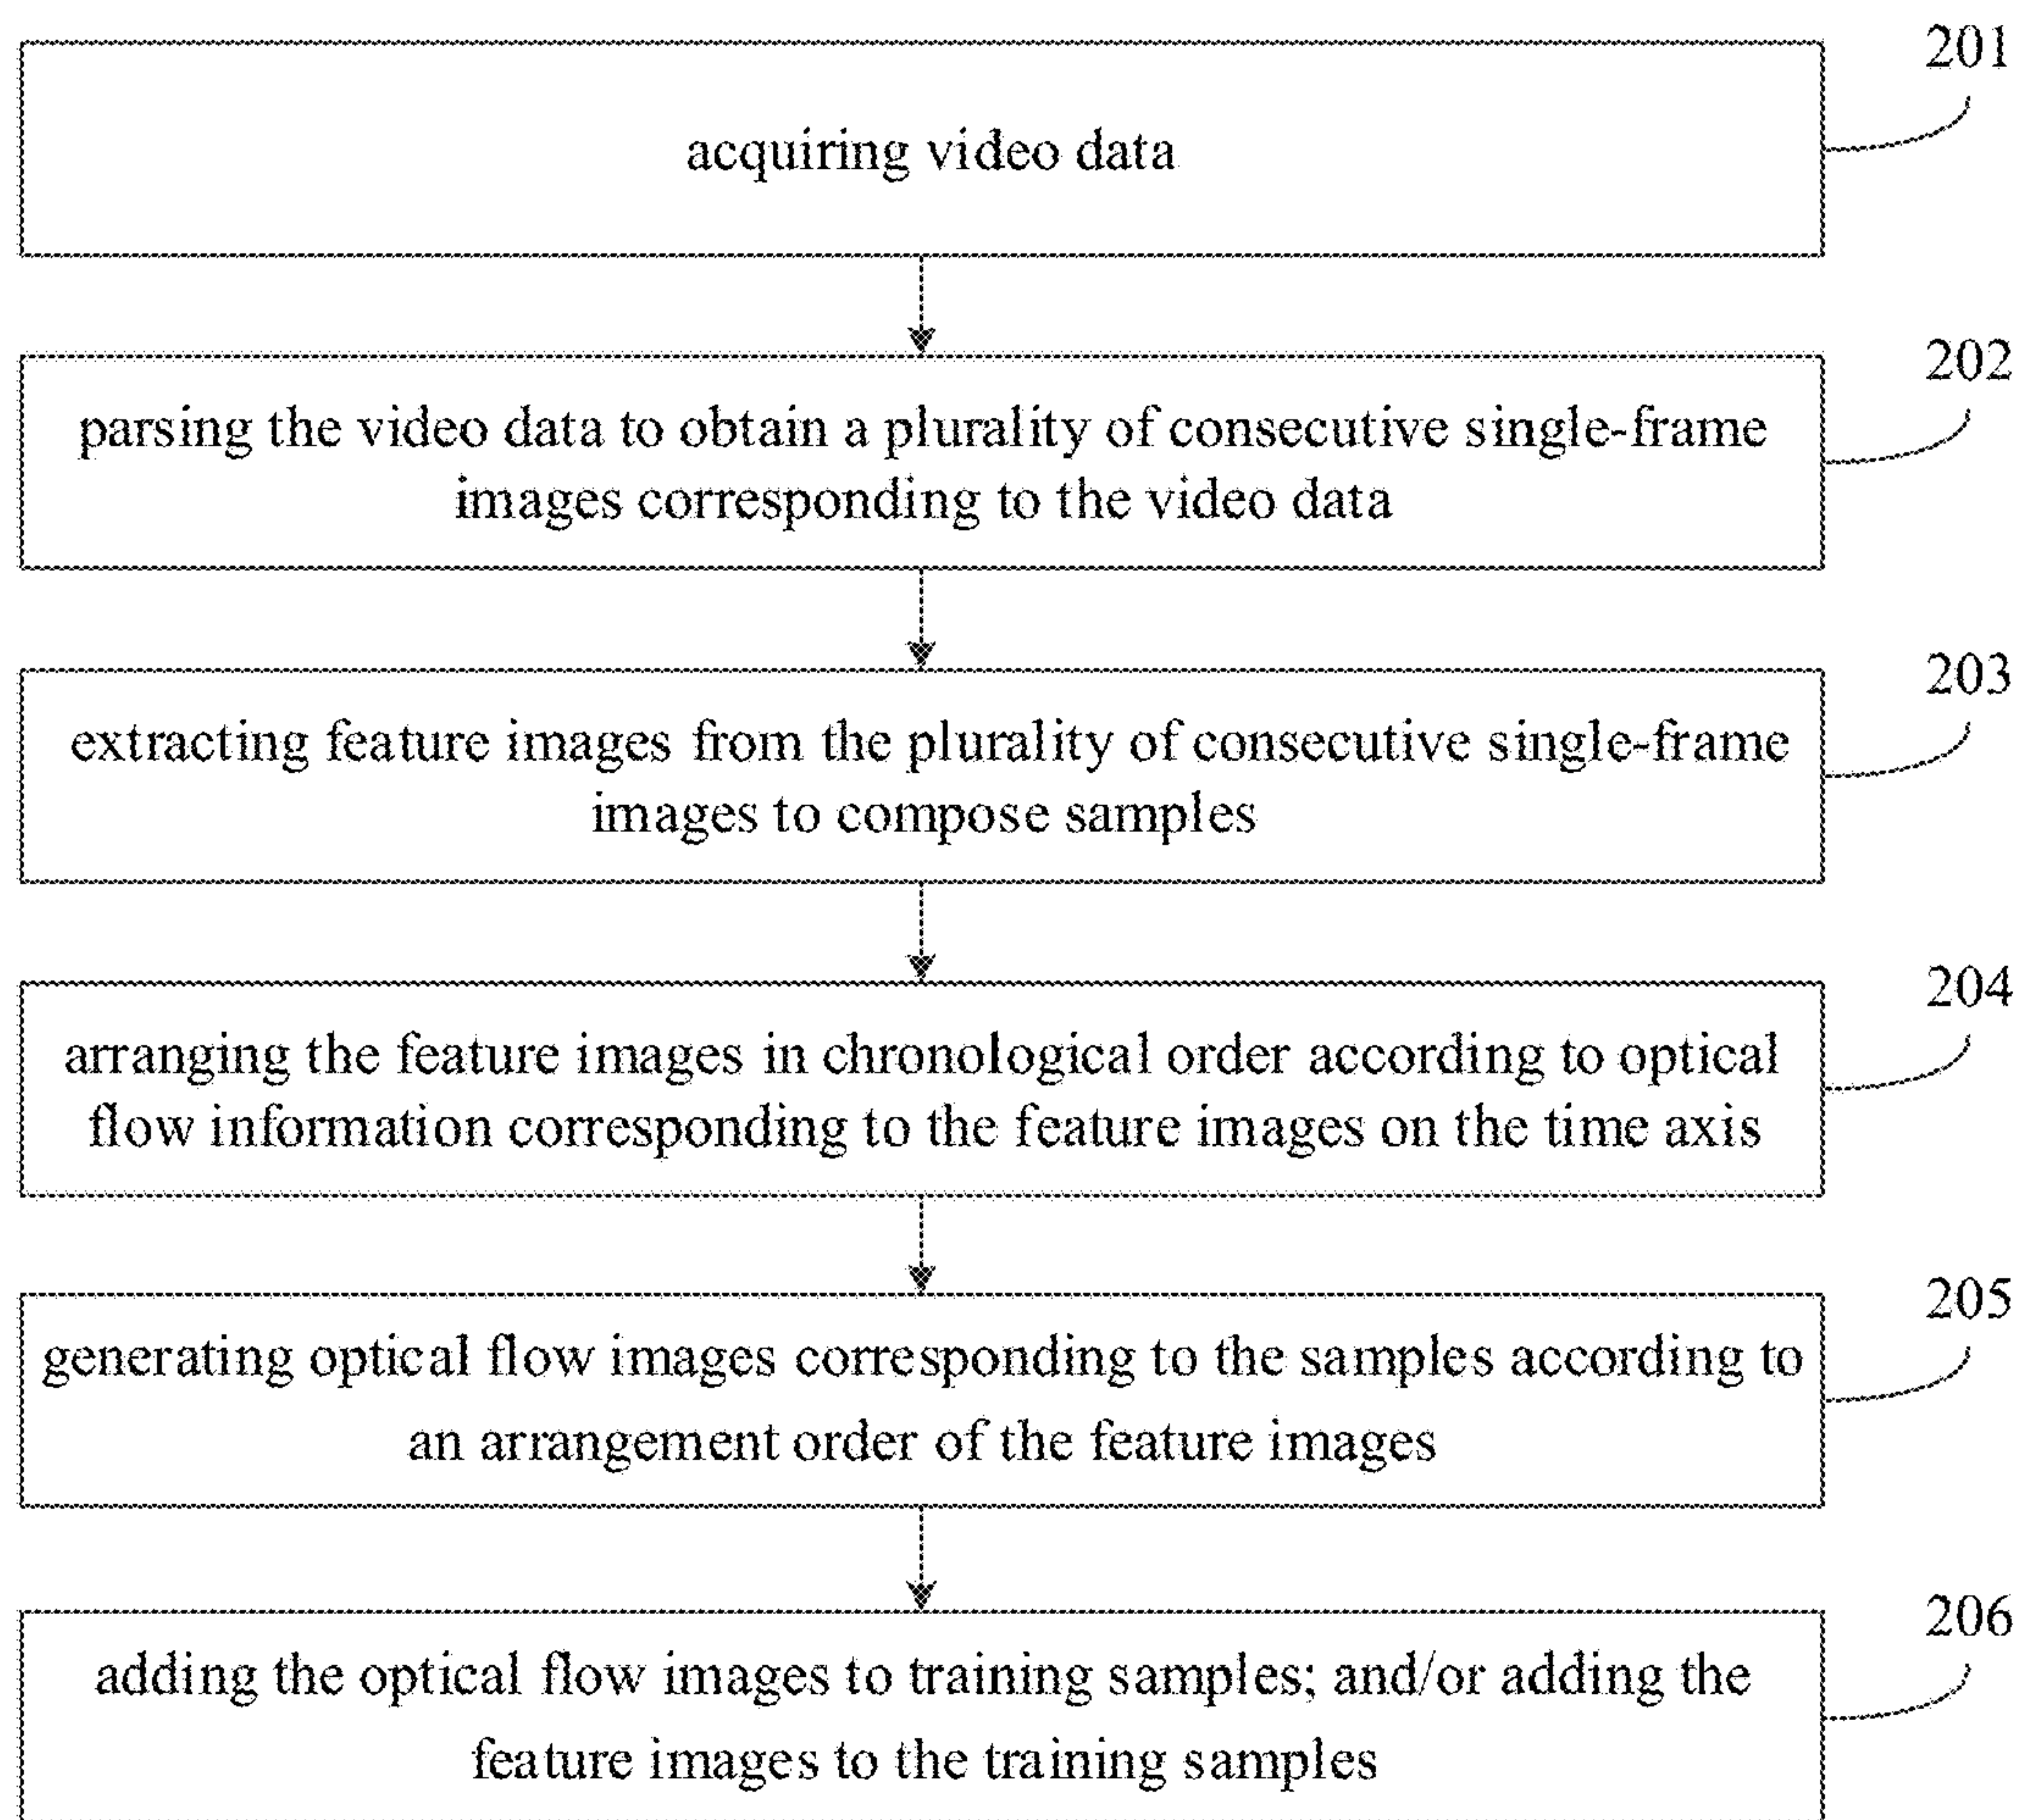 201
acquiring video data
202
parsing the video data to obtain a plurality of consecutive single-frame
images corresponding to the video data
203
extracting feature images from the plurality of consecutive single-frame
images to compose samples
204
arranging the feature images in chronological order according to optical
flow information corresponding to the feature images on the time axis
205
generating optical flow images corresponding to the samples according to
an arrangement order of the feature images
206
adding the optical flow images to training samples; and/or adding the
feature images to the training samples